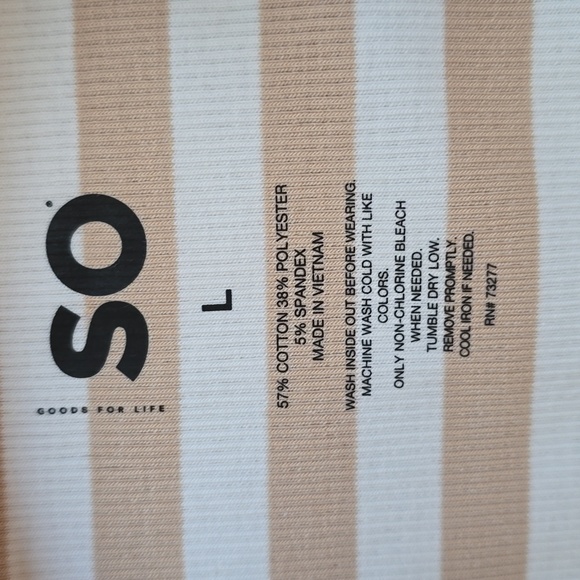 SO
GOODS FOR LIFE
L
57% COTTON 38% POLYESTER
5% SPANDEX
MADE IN VIETNAM
WASH INSIDE OUT BEFORE WEARING.
MACHINE WASH COLD WITH LIKE
COLORS.
ONLY NON-CHLORINE BLEACH
WHEN NEEDED.
TUMBLE DRY LOW.
REMOVE PROMPTLY
COOL IRON IF NEEDED.
RN# 73277